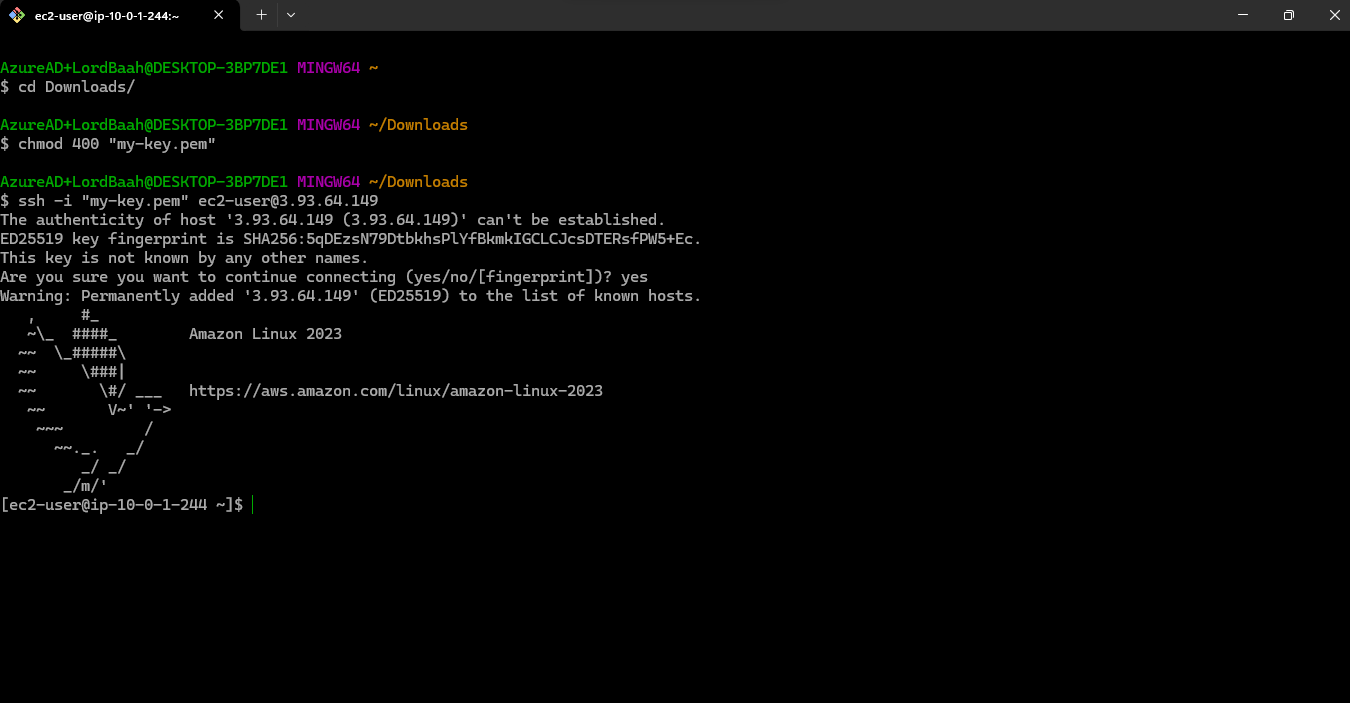 ec2-user@ip-10-0-1-244:~
AzureAD+LordBaah@DESKTOP-3BP7DE1 MINGW64 ~
$ cd Downloads/
AzureAD+LordBaah@DESKTOP-3BP7DE1 MINGW64 ~/Downloads
$ chmod 400 "my-key.pem"
AzureAD+LordBaah@DESKTOP-3BP7DE1 MINGW64 ~/Downloads
$ ssh -i "my-key.pem" ec2-user@3.93.64.149
The authenticity of host '3.93.64.149 (3.93.64.149)' can't be established.
ED25519 key fingerprint is SHA256:5qDEzsN79DtbkhsPlYfBkmkIGCLCJcsDTERsfPW5+Ec.
This key is not known by any other names.
Are you sure you want to continue connecting (yes/no/[fingerprint])? yes
Warning: Permanently added '3.93.64.149' (ED25519) to the list of known hosts.
   ,     #_
   ~\_  ####_        Amazon Linux 2023
  ~~  \_#####\
  ~~     \###|
  ~~       \#/ ___   https://aws.amazon.com/linux/amazon-linux-2023
   ~~       V~' '->
    ~~~         /
      ~~._.   _/
         _/ _/
       _/m/'
[ec2-user@ip-10-0-1-244 ~]$